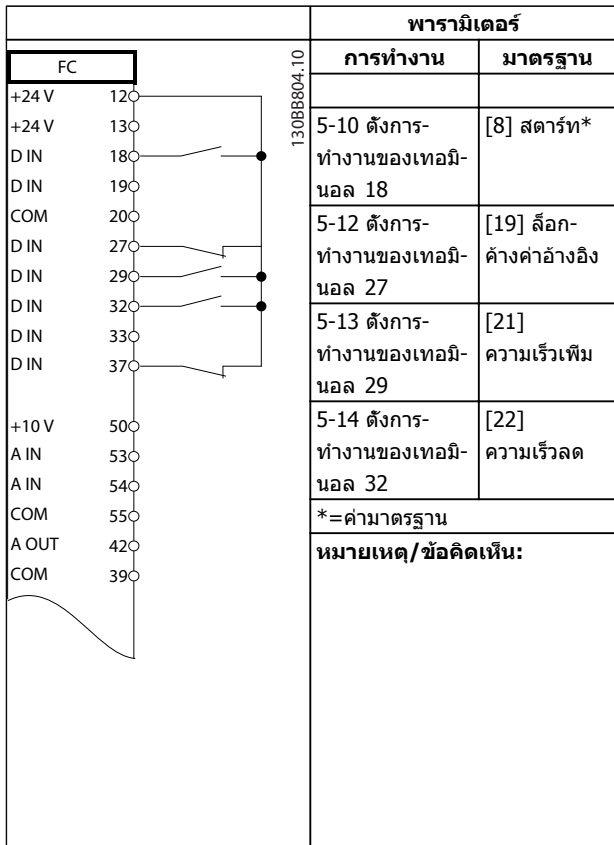 พารามิเตอร์
การทำงาน มาตรฐาน
FC
130BB804.10
+24 V 12
+24 V 13
D IN 18
D IN 19
COM 20
D IN 27
D IN 29
D IN 32
D IN 33
D IN 37
+10 V 50
A IN 53
A IN 54
COM 55
A OUT 42
COM 39
5-10 ตั้งการ-
ทำงานของเทอมิ-
นอล 18
[8] สตาร์ท*
5-12 ตั้งการ-
ทำงานของเทอมิ-
นอล 27
[19] ล็อก-
ค้างค่าอ้างอิง
5-13 ตั้งการ-
ทำงานของเทอมิ-
นอล 29
[21]
ความเร็วเพิ่ม
5-14 ตั้งการ-
ทำงานของเทอมิ-
นอล 32
[22]
ความเร็วลด
*=ค่ามาตรฐาน
หมายเหตุ/ข้อคิดเห็น: